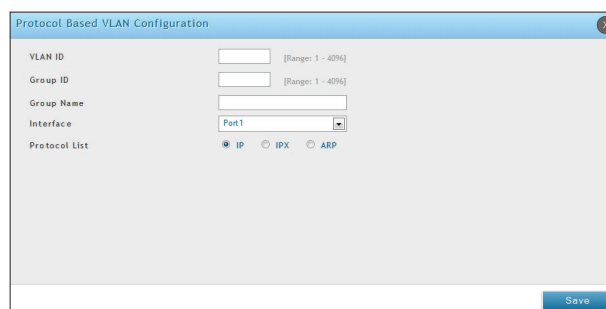 Protocol Based VLAN Configuration
VLAN ID [Range: 1 - 4096]
Group ID [Range: 1 - 4096]
Group Name
Interface Port1
Protocol List IP IPX ARP
Save